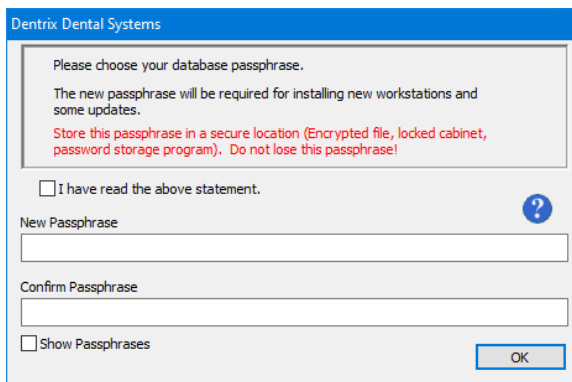 Dentrix Dental Systems
Please choose your database passphrase.
The new passphrase will be required for installing new workstations and
some updates.
Store this passphrase in a secure location (Encrypted file, locked cabinet,
password storage program).  Do not lose this passphrase!
I have read the above statement.
?
New Passphrase
Confirm Passphrase
Show Passphrases
OK